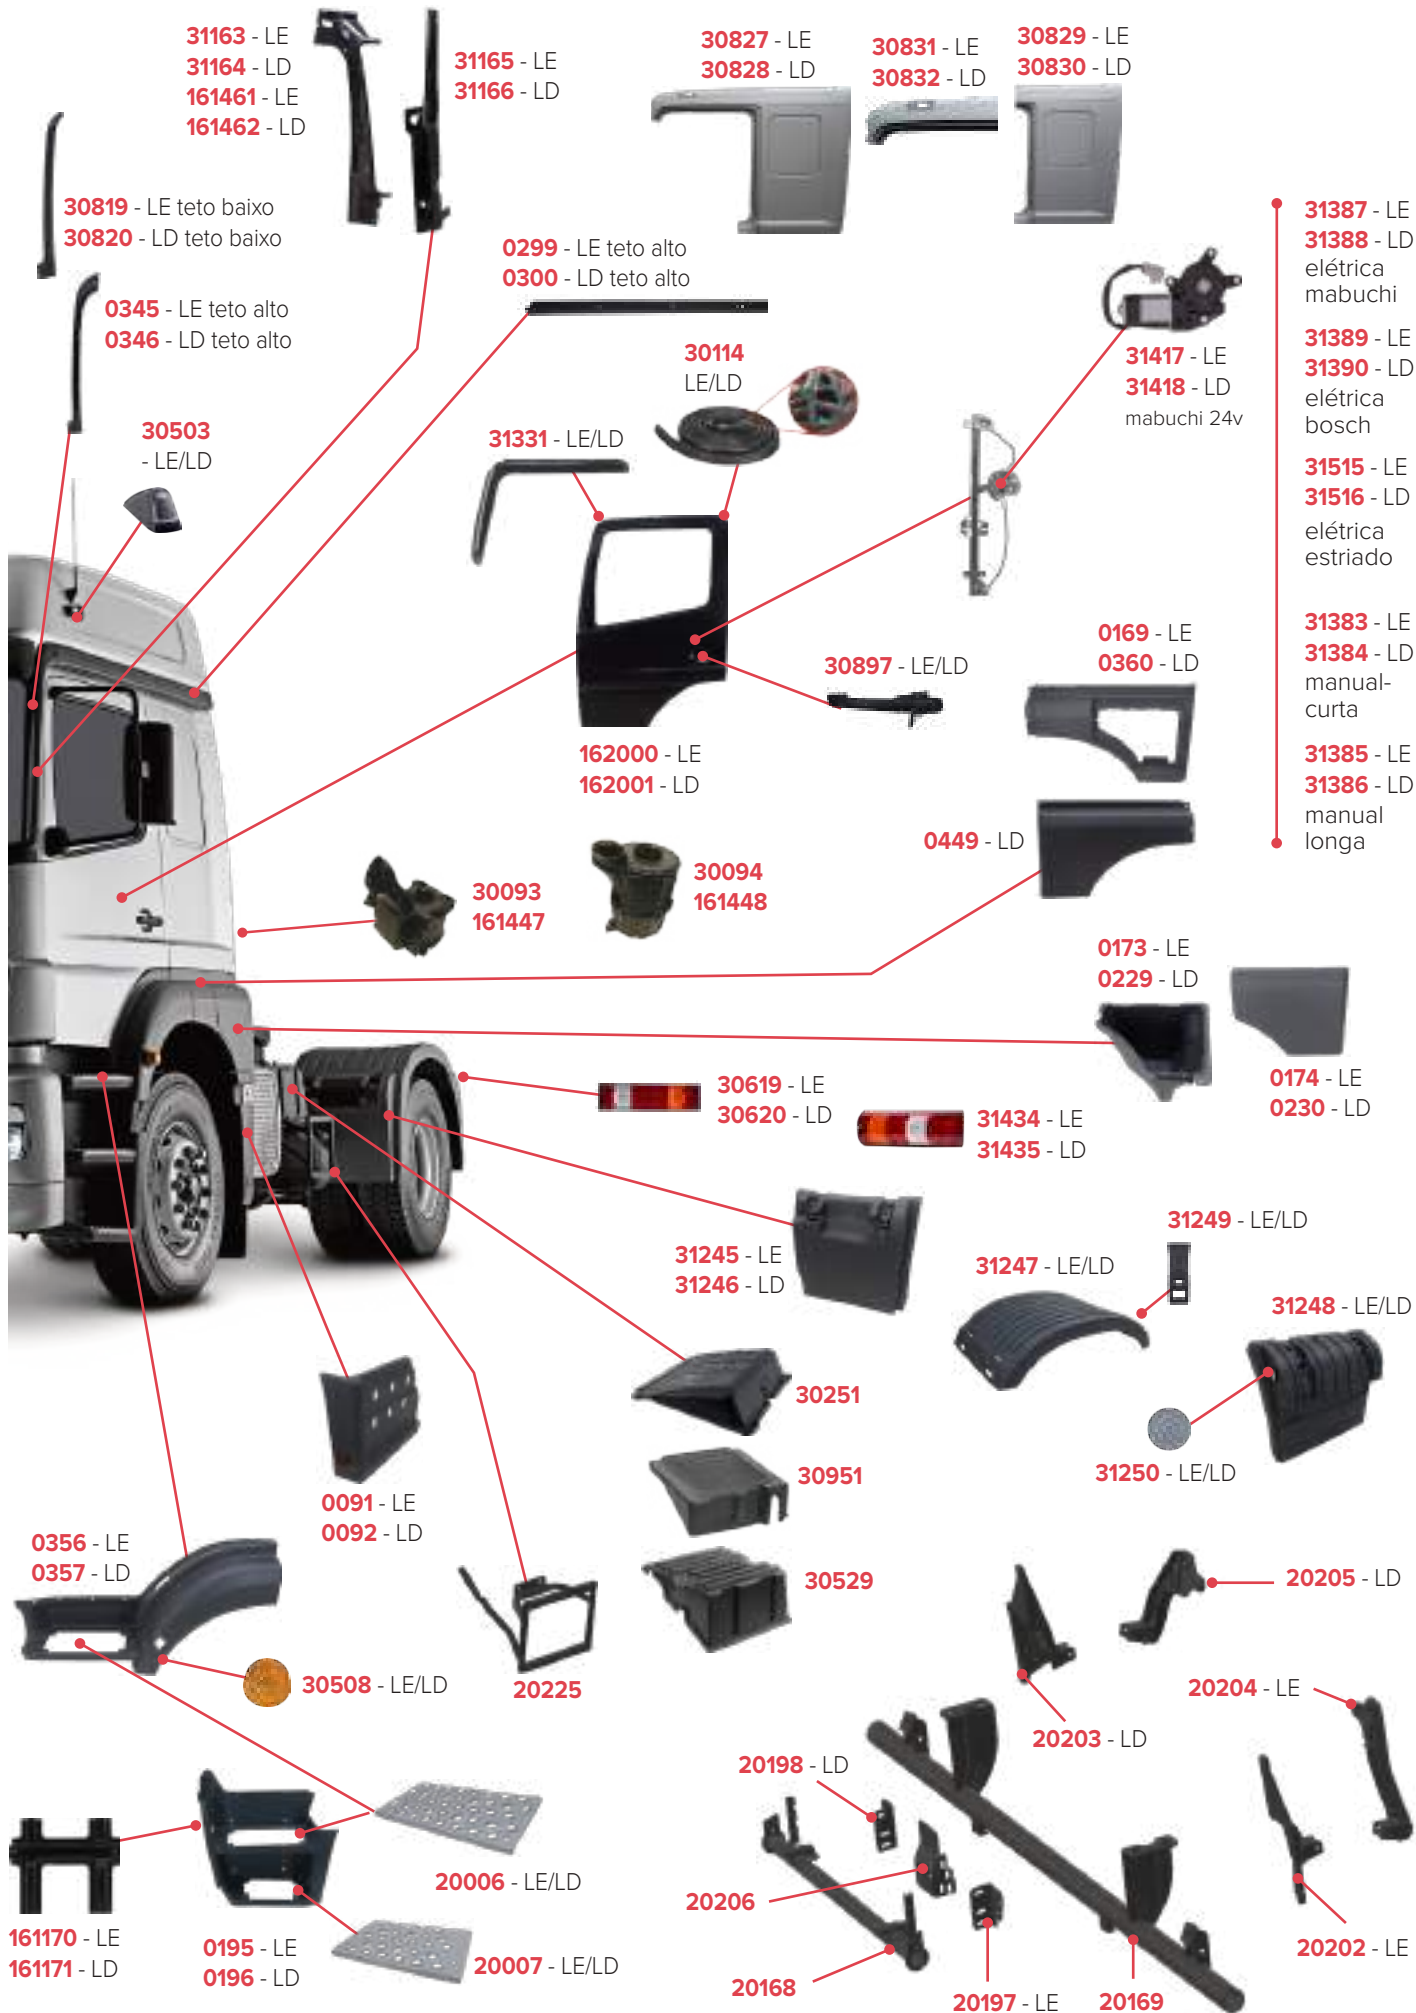 31163 - LE
31164 - LD
161461 - LE
161462 - LD
31165 - LE
31166 - LD
30827 - LE
30828 - LD
30831 - LE
30832 - LD
30829 - LE
30830 - LD
30819 - LE teto baixo
30820 - LD teto baixo
0299 - LE teto alto
0300 - LD teto alto
0345 - LE teto alto
0346 - LD teto alto
30114
LE/LD
31417 - LE
31418 - LD
mabuchi 24v
31387 - LE
31388 - LD
elétrica
mabuchi
31389 - LE
31390 - LD
elétrica
bosch
31515 - LE
31516 - LD
elétrica
estriado
31383 - LE
31384 - LD
manual-
curta
31385 - LE
31386 - LD
manual
longa
30503
- LE/LD
31331 - LE/LD
30897 - LE/LD
0169 - LE
0360 - LD
162000 - LE
162001 - LD
0449 - LD
30093
161447
30094
161448
0173 - LE
0229 - LD
0174 - LE
0230 - LD
30619 - LE
30620 - LD
31434 - LE
31435 - LD
31245 - LE
31246 - LD
31249 - LE/LD
31247 - LE/LD
31248 - LE/LD
30251
31250 - LE/LD
30951
0091 - LE
0092 - LD
0356 - LE
0357 - LD
30529
20205 - LD
30508 - LE/LD
20225
20204 - LE
20203 - LD
20198 - LD
20006 - LE/LD
20206
161170 - LE
161171 - LD
0195 - LE
0196 - LD
20007 - LE/LD
20168
20197 - LE
20169
20202 - LE